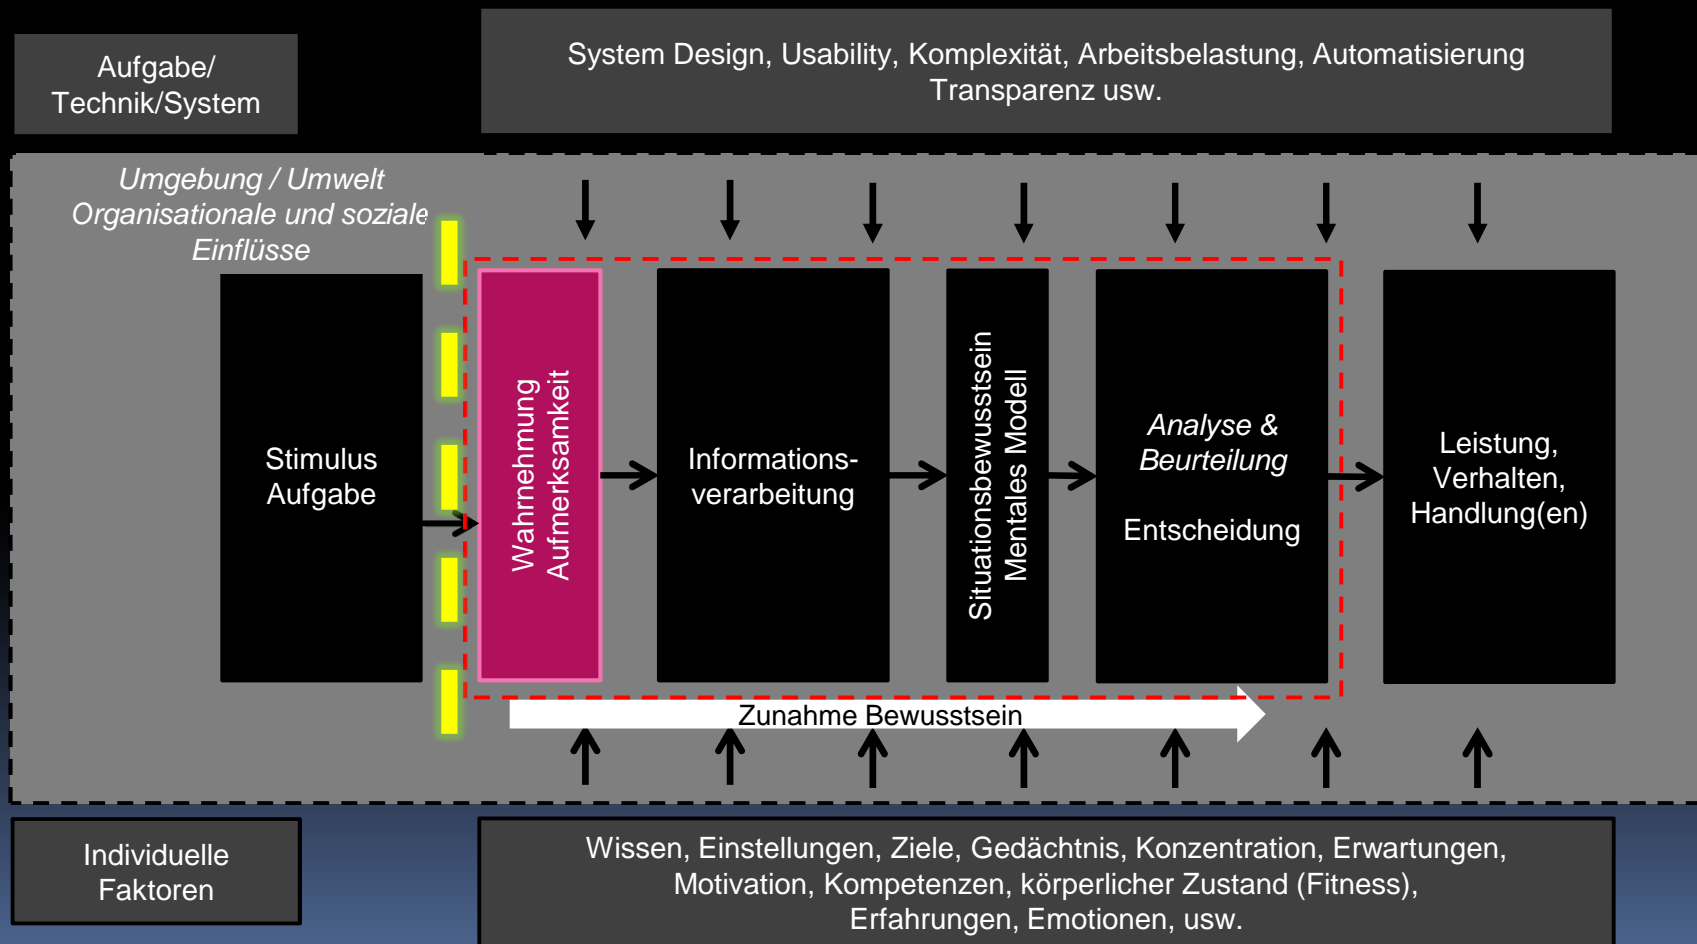 Aufgabe/
Technik/System
System Design, Usability, Komplexität, Arbeitsbelastung, Automatisierung
Transparenz usw.
Umgebung / Umwelt
Organisationale und soziale
Einflüsse
Stimulus
Aufgabe
Wahrnehmung
Aufmerksamkeit
Informations-
verarbeitung
Situationsbewusstsein
Mentales Modell
Analyse &
Beurteilung
Entscheidung
Leistung,
Verhalten,
Handlung(en)
Zunahme Bewusstsein
Individuelle
Faktoren
Wissen, Einstellungen, Ziele, Gedächtnis, Konzentration, Erwartungen,
Motivation, Kompetenzen, körperlicher Zustand (Fitness),
Erfahrungen, Emotionen, usw.